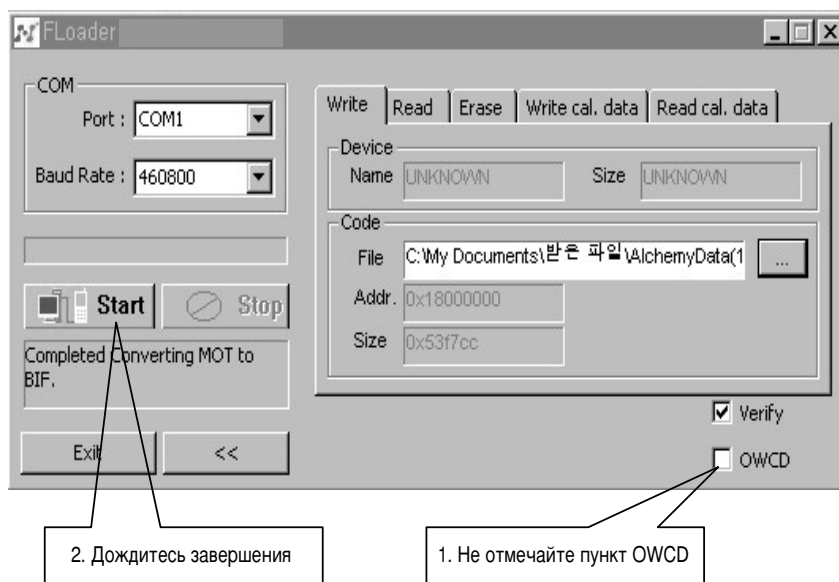 FLoader
COM
Port : COM1
Baud Rate : 460800
Start
Stop
Completed Converting MOT to
BIF.
Exit
<<
Write Read Erase Write cal. data Read cal. data
Device
Name UNKNOWN Size UNKNOWN
Code
File C:\My Documents\받은 파일\AlchemyData(1 ...
Addr. 0x18000000
Size 0x53f7cc
Verify
OWCD
2. Дождитесь завершения
1. Не отмечайте пункт OWCD